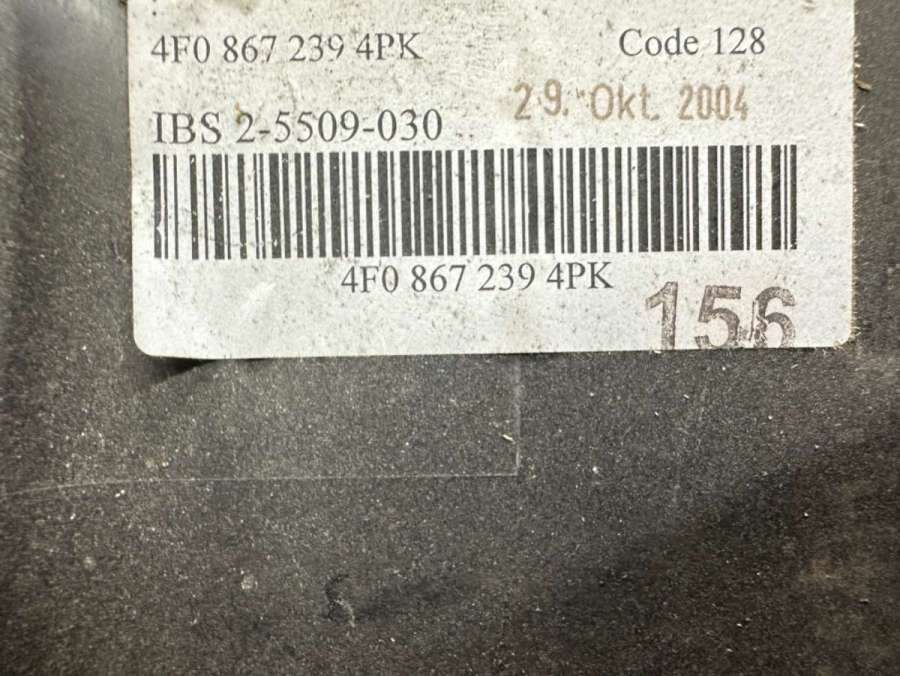 4F0 867 239 4PK Code 128
29. Okt. 2004
IBS 2-5509-030
4F0 867 239 4PK
156